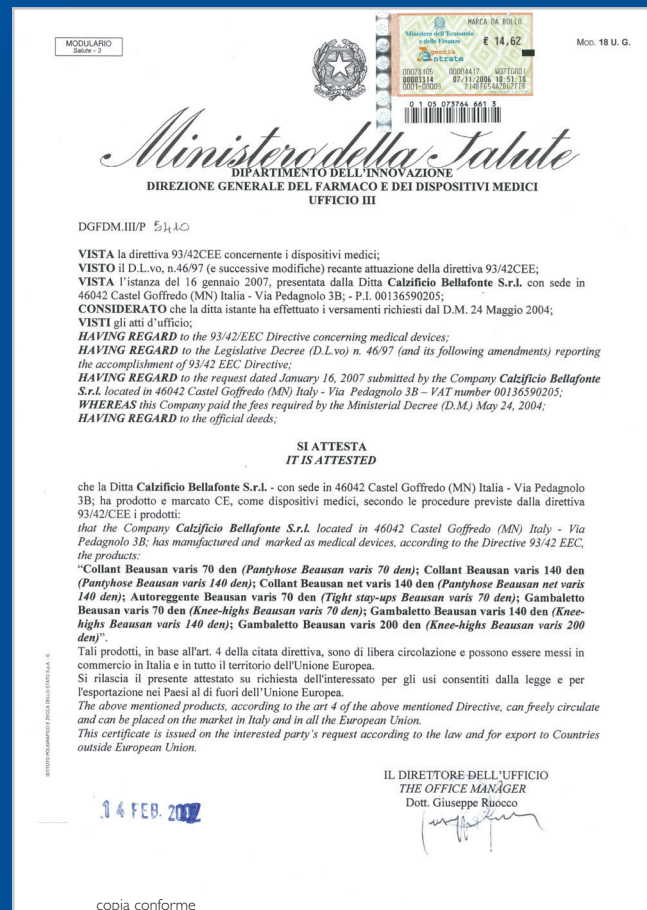 MODULARIO
Salute - 3
MARCA DA BOLLO
Ministero dell'Economia
e delle Finanze
€ 14,62
Agenzia
Entrate
00004417
00003314
07/11/2006 10:51:36
0001-00009
0 1 05 073764 661 3
MOD. 18 U. G.
Ministero della Salute
DIPARTIMENTO DELL'INNOVAZIONE
DIREZIONE GENERALE DEL FARMACO E DEI DISPOSITIVI MEDICI
UFFICIO III
DGFDM.III/P 5410
VISTA la direttiva 93/42CEE concernente i dispositivi medici;
VISTO il D.L.vo, n.46/97 (e successive modifiche) recante attuazione della direttiva 93/42CEE;
VISTA l'istanza del 16 gennaio 2007, presentata dalla Ditta Calzificio Bellafonte S.r.l. con sede in
46042 Castel Goffredo (MN) Italia - Via Pedagnolo 3B; - P.I. 00136590205;
CONSIDERATO che la ditta istante ha effettuato i versamenti richiesti dal D.M. 24 Maggio 2004;
VISTI gli atti d'ufficio;
HAVING REGARD to the 93/42/EEC Directive concerning medical devices;
HAVING REGARD to the Legislative Decree (D.L.vo) n. 46/97 (and its following amendments) reporting
the accomplishment of 93/42 EEC Directive;
HAVING REGARD to the request dated January 16, 2007 submitted by the Company Calzificio Bellafonte
S.r.l. located in 46042 Castel Goffredo (MN) Italy - Via Pedagnolo 3B – VAT number 00136590205;
WHEREAS this Company paid the fees required by the Ministerial Decree (D.M.) May 24, 2004;
HAVING REGARD to the official deeds;
SI ATTESTA
IT IS ATTESTED
che la Ditta Calzificio Bellafonte S.r.l. - con sede in 46042 Castel Goffredo (MN) Italia - Via Pedagnolo
3B; ha prodotto e marcato CE, come dispositivi medici, secondo le procedure previste dalla direttiva
93/42/CEE i prodotti:
that the Company Calzificio Bellafonte S.r.l. located in 46042 Castel Goffredo (MN) Italy - Via
Pedagnolo 3B; has manufactured and marked as medical devices, according to the Directive 93/42 EEC,
the products:
“Collant Beausan varis 70 den (Pantyhose Beausan varis 70 den); Collant Beausan varis 140 den
(Pantyhose Beausan varis 140 den); Collant Beausan net varis 140 den (Pantyhose Beausan net varis
140 den); Autoreggente Beausan varis 70 den (Tight stay-ups Beausan varis 70 den); Gambaletto
Beausan varis 70 den (Knee-highs Beausan varis 70 den); Gambaletto Beausan varis 140 den (Knee-
highs Beausan varis 140 den); Gambaletto Beausan varis 200 den (Knee-highs Beausan varis 200
den)”.
Tali prodotti, in base all'art. 4 della citata direttiva, sono di libera circolazione e possono essere messi in
commercio in Italia e in tutto il territorio dell'Unione Europea.
Si rilascia il presente attestato su richiesta dell'interessato per gli usi consentiti dalla legge e per
l'esportazione nei Paesi al di fuori dell'Unione Europea.
The above mentioned products, according to the art 4 of the above mentioned Directive, can freely circulate
and can be placed on the market in Italy and in all the European Union.
This certificate is issued on the interested party's request according to the law and for export to Countries
outside European Union.
ISTITUTO POLIGRAFICO E ZECCA DELLO STATO S.p.A. - S.
IL DIRETTORE DELL'UFFICIO
THE OFFICE MANAGER
Dott. Giuseppe Ruocco
14 FEB. 2007
copia conforme